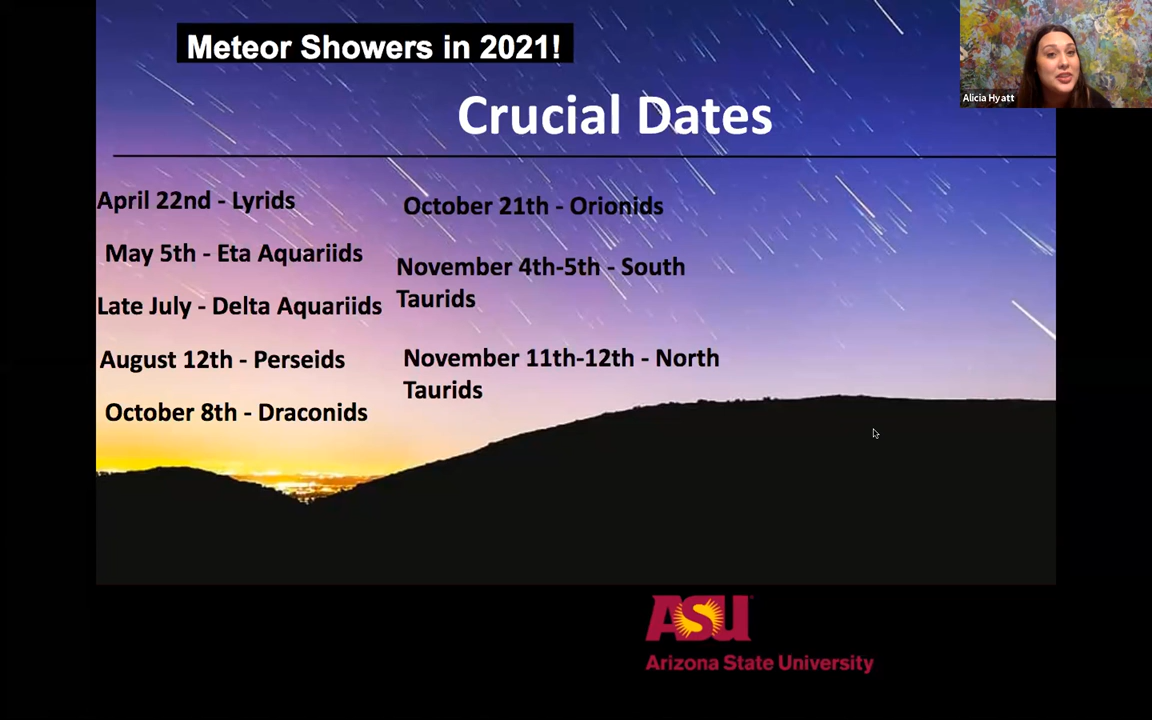 Meteor Showers in 2021!
Alicia Hyatt
Crucial Dates
April 22nd - Lyrids
May 5th - Eta Aquariids
Late July - Delta Aquariids
August 12th - Perseids
October 8th - Draconids
October 21th - Orionids
November 4th-5th - South
Taurids
November 11th-12th - North
Taurids
ASU
Arizona State University